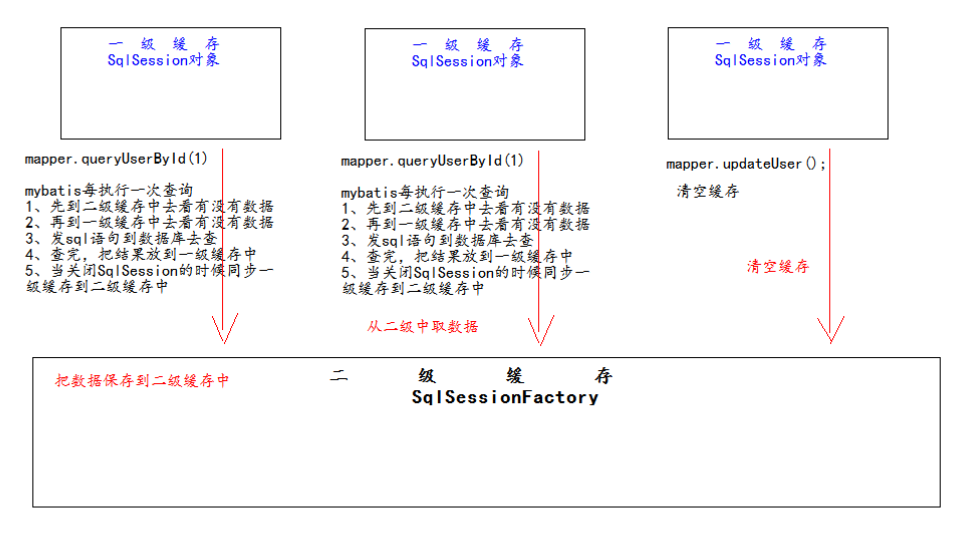 一 级 缓 存
SqlSession对象
mapper.queryUserById(1)
mybatis每执行一次查询
1、先到二级缓存中去看有没有数据
2、再到一级缓存中去看有没有数据
3、发sql语句到数据库去查
4、查完，把结果放到一级缓存中
5、当关闭SqlSession的时候同步一
级缓存到二级缓存中
一 级 缓 存
SqlSession对象
mapper.queryUserById(1)
mybatis每执行一次查询
1、先到二级缓存中去看有没有数据
2、再到一级缓存中去看有没有数据
3、发sql语句到数据库去查
4、查完，把结果放到一级缓存中
5、当关闭SqlSession的时候同步一
级缓存到二级缓存中
从二级中取数据
一 级 缓 存
SqlSession对象
mapper.updateUser();
清空缓存
清空缓存
把数据保存到二级缓存中
二 级 缓 存
SqlSessionFactory